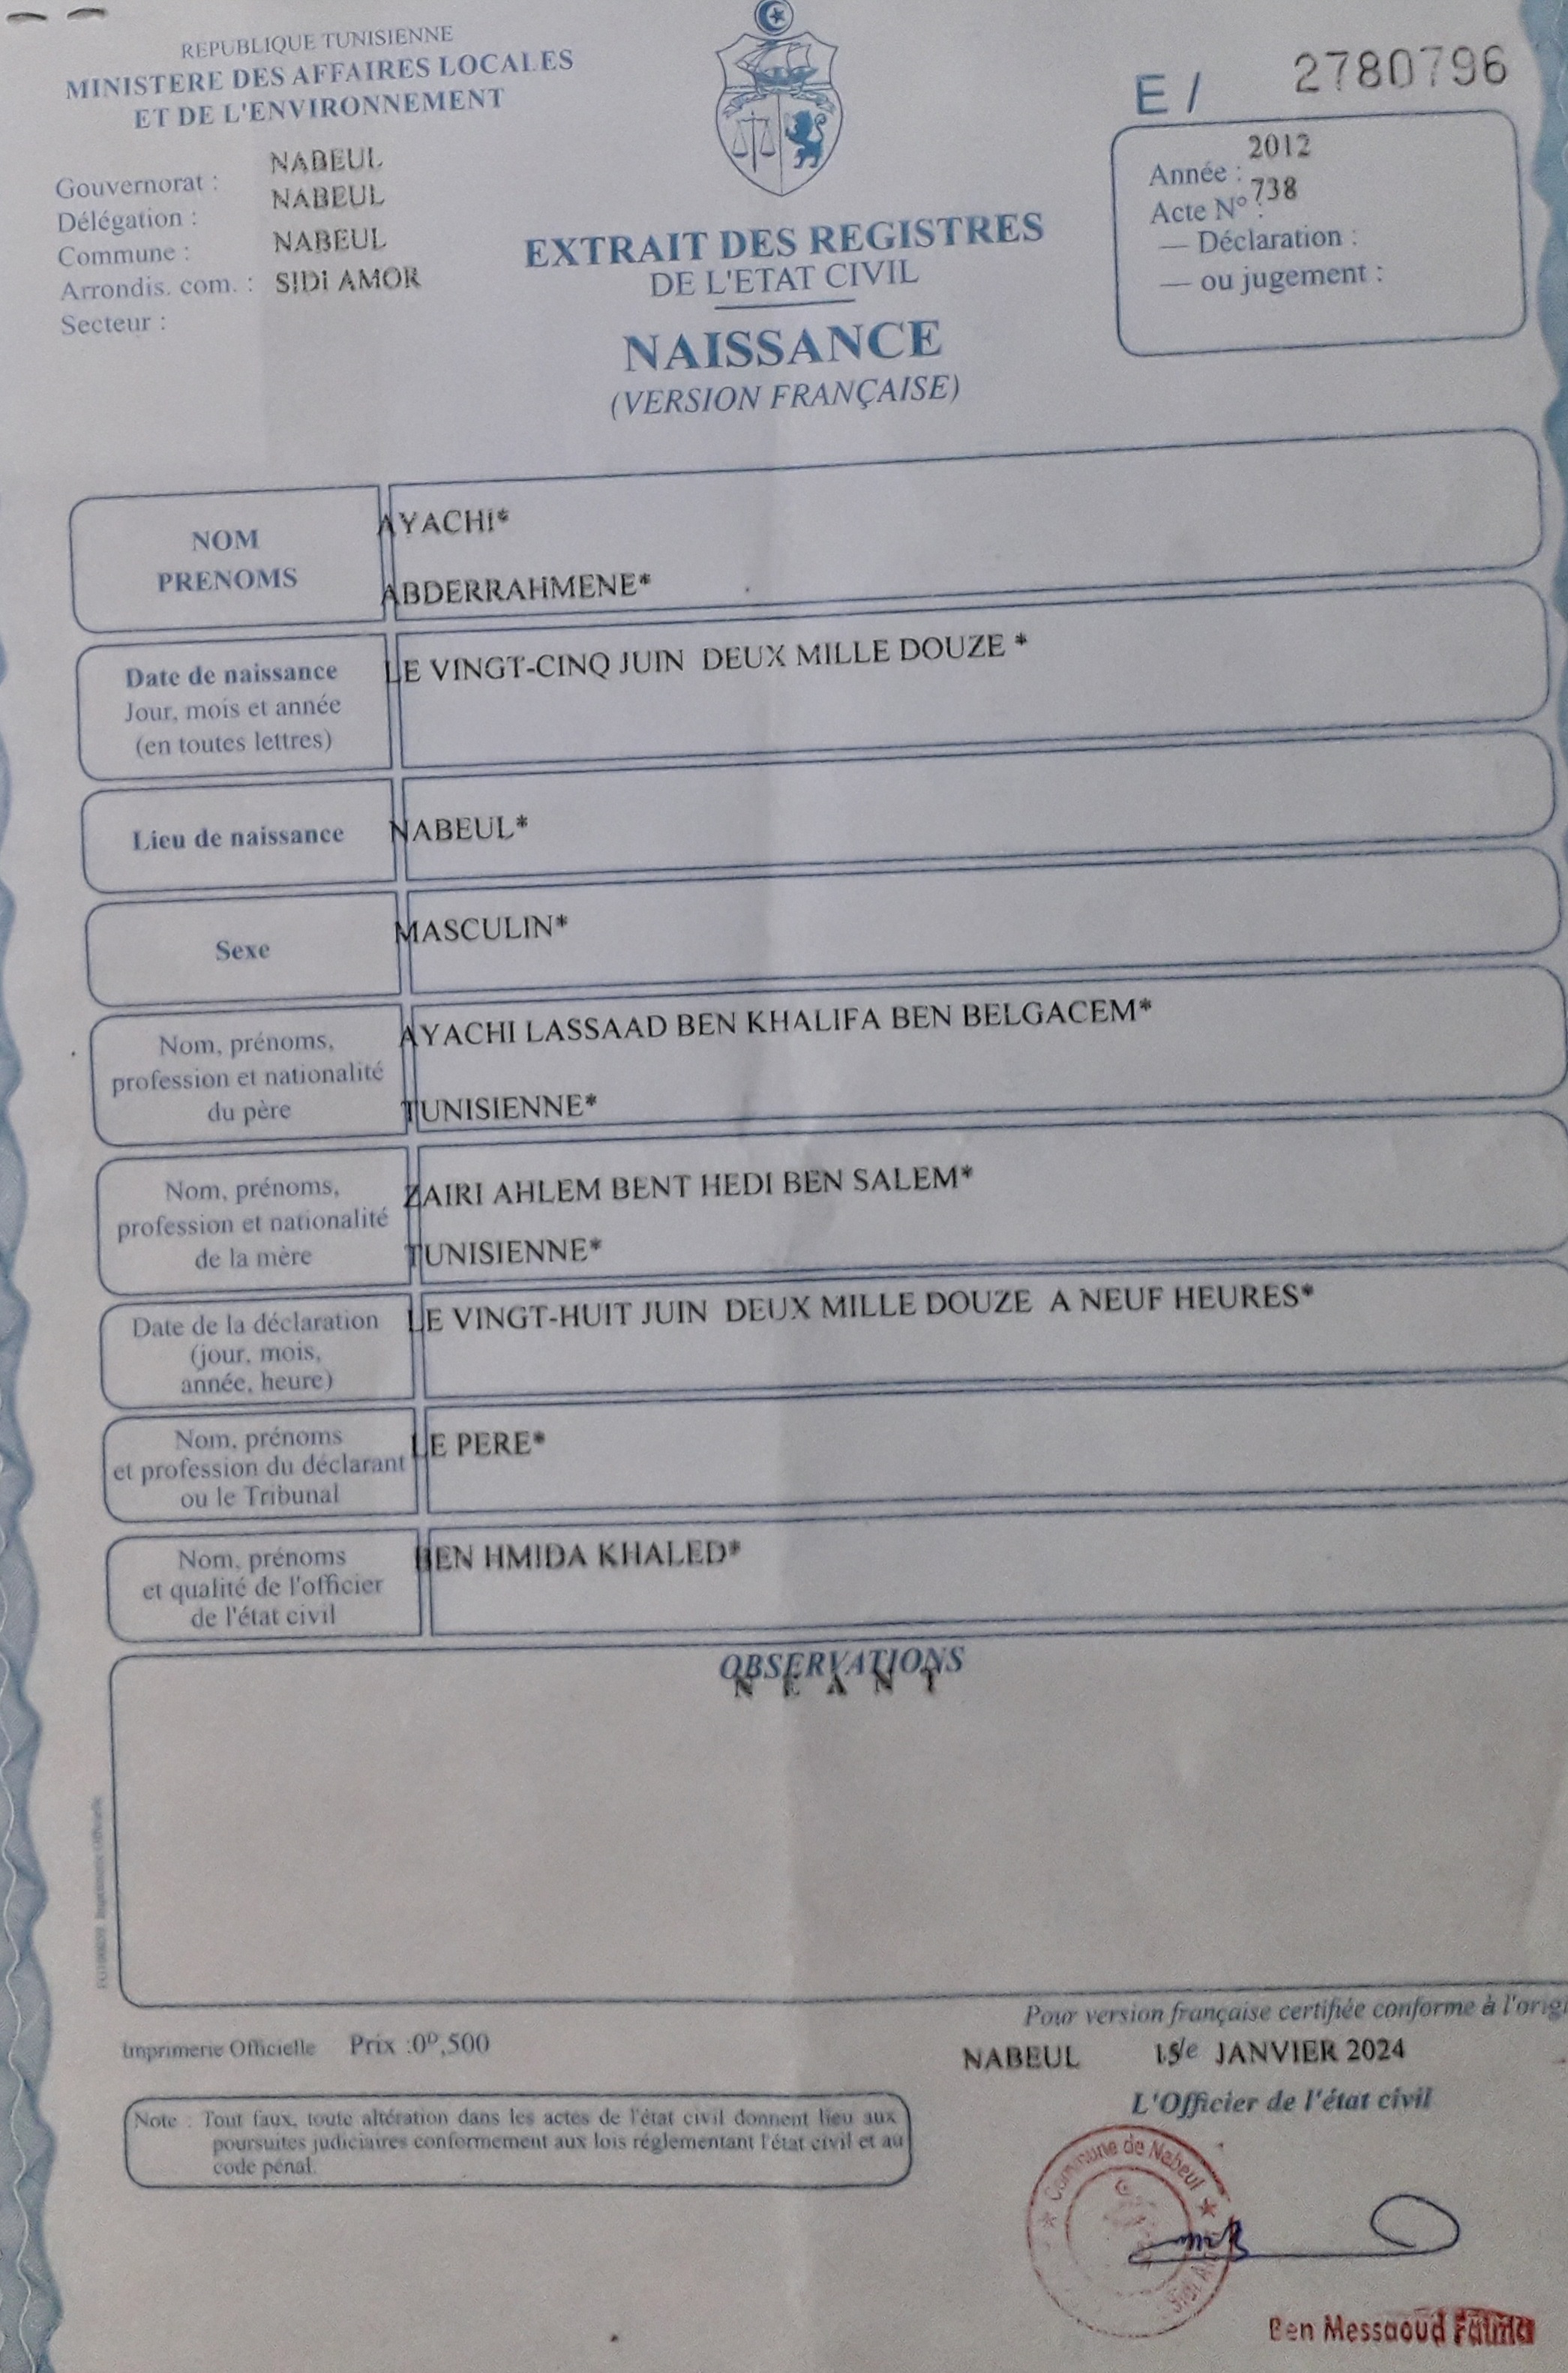 REPUBLIQUE TUNISIENNE
MINISTERE DES AFFAIRES LOCALES
ET DE L'ENVIRONNEMENT
Gouvernorat : NABEUL
Délégation : NABEUL
Commune : NABEUL
Arrondis. com. : SIDI AMOR
Secteur :
EXTRAIT DES REGISTRES
DE L'ETAT CIVIL
NAISSANCE
(VERSION FRANÇAISE)
E / 2780796
Année : 2012
Acte N° : 738
— Déclaration :
— ou jugement :
NOM AYACHI*
PRENOMS ABDERRAHMENE*
Date de naissance LE VINGT-CINQ JUIN DEUX MILLE DOUZE *
Jour, mois et année
(en toutes lettres)
Lieu de naissance NABEUL*
Sexe MASCULIN*
Nom, prénoms, AYACHI LASSAAD BEN KHALIFA BEN BELGACEM*
profession et nationalité
du père TUNISIENNE*
Nom, prénoms, ZAIRI AHLEM BENT HEDI BEN SALEM*
profession et nationalité
de la mère TUNISIENNE*
Date de la déclaration LE VINGT-HUIT JUIN DEUX MILLE DOUZE A NEUF HEURES*
(jour, mois,
année, heure)
Nom, prénoms LE PERE*
et profession du déclarant
ou le Tribunal
Nom, prénoms BEN HMIDA KHALED*
et qualité de l'officier
de l'état civil
OBSERVATIONS
N E A N T
Pour version française certifiée conforme à l'origi
Imprimerie Officielle Prix :0ᴰ,500
NABEUL 15 le JANVIER 2024
L'Officier de l'état civil
Note : Tout faux, toute altération dans les actes de l'état civil donnent lieu aux
poursuites judiciaires conformement aux lois réglementant l'état civil et au
code pénal.
Commune de Nabeul
Ben Messaoud Fatma